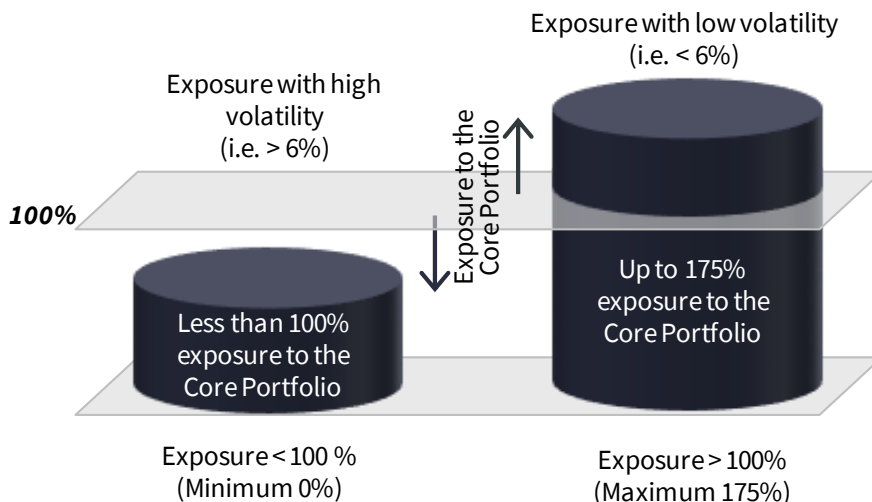 Exposure with high
volatility
(i.e. > 6%)
Exposure with low volatility
(i.e. < 6%)
100%
Exposure to the
Core Portfolio
Less than 100%
exposure to the
Core Portfolio
Up to 175%
exposure to the
Core Portfolio
Exposure < 100 %
(Minimum 0%)
Exposure > 100%
(Maximum 175%)